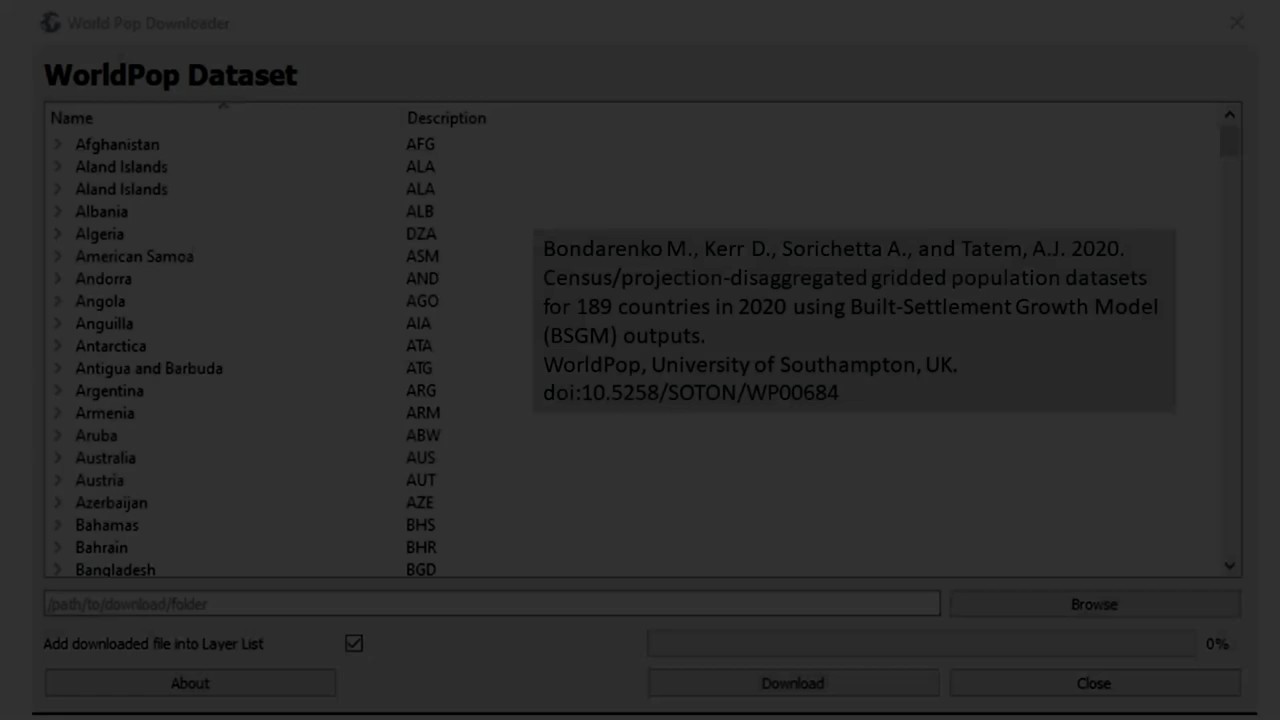 World Pop Downloader
WorldPop Dataset
Name Description
Afghanistan AFG
Aland Islands ALA
Aland Islands ALA
Albania ALB
Algeria DZA
American Samoa ASM
Andorra AND
Angola AGO
Anguilla AIA
Antarctica ATA
Antigua and Barbuda ATG
Argentina ARG
Armenia ARM
Aruba ABW
Australia AUS
Austria AUT
Azerbaijan AZE
Bahamas BHS
Bahrain BHR
Bangladesh BGD
Bondarenko M., Kerr D., Sorichetta A., and Tatem, A.J. 2020.
Census/projection-disaggregated gridded population datasets
for 189 countries in 2020 using Built-Settlement Growth Model
(BSGM) outputs.
WorldPop, University of Southampton, UK.
doi:10.5258/SOTON/WP00684
/path/to/download/folder Browse
Add downloaded file into Layer List 0%
About Download Close